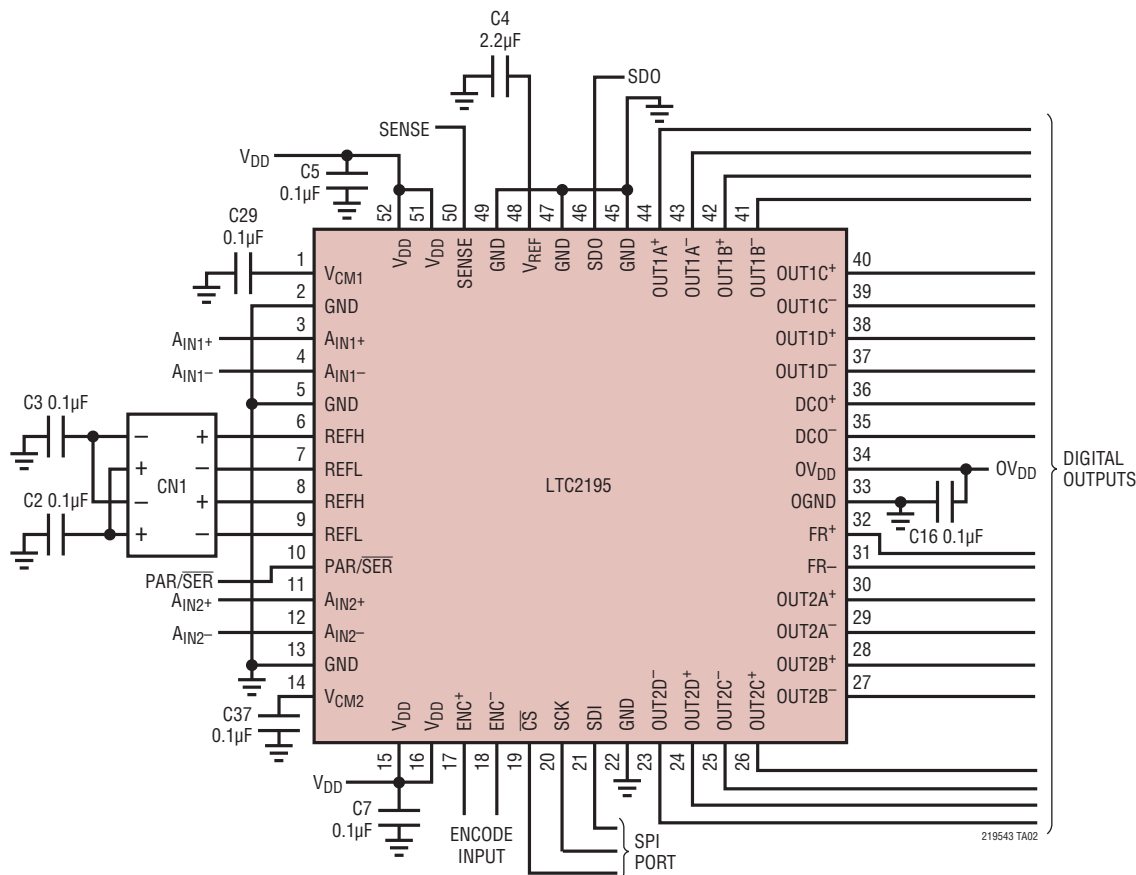 C4
2.2µF
SDO
SENSE
VDD
C5
0.1µF
52
51
50
49
48
47
46
45
44
43
42
41
VDD
VDD
SENSE
GND
VREF
GND
SDO
GND
OUT1A+
OUT1A–
OUT1B+
OUT1B–
C29
0.1µF
1 VCM1
2 GND
AIN1+ 3 AIN1+
AIN1– 4 AIN1–
5 GND
C3 0.1µF
6 REFH
7 REFL
8 REFH
9 REFL
– +
+ –
CN1
– +
+ –
C2 0.1µF
10 PAR/SER
PAR/SER
11 AIN2+
AIN2+
AIN2– 12 AIN2–
13 GND
14 VCM2
C37
0.1µF
LTC2195
OUT1C+ 40
OUT1C– 39
OUT1D+ 38
OUT1D– 37
DCO+ 36
DCO– 35
OVDD 34
OVDD
OGND 33
C16 0.1µF
FR+ 32
FR– 31
OUT2A+ 30
OUT2A– 29
OUT2B+ 28
OUT2B– 27
DIGITAL
OUTPUTS
VDD
VDD
ENC+
ENC–
CS
SCK
SDI
GND
OUT2D–
OUT2D+
OUT2C–
OUT2C+
15
16
17
18
19
20
21
22
23
24
25
26
VDD
C7
0.1µF
ENCODE
INPUT
SPI
PORT
219543 TA02